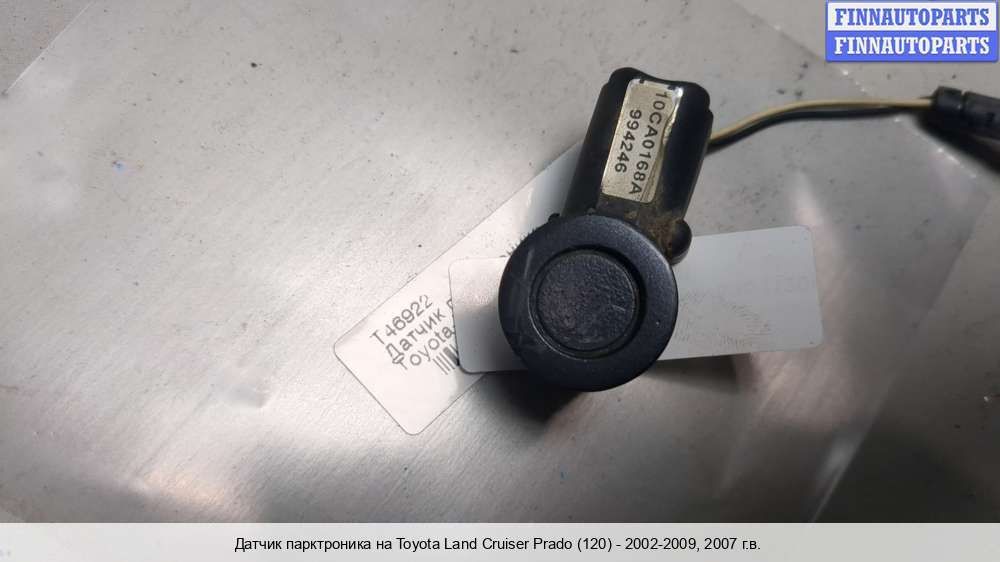 FINNAUTOPARTS
FINNAUTOPARTS
10CA0168A
994246
T46922
Датчик
Toyota
Датчик парктроника на Toyota Land Cruiser Prado (120) - 2002-2009, 2007 г.в.